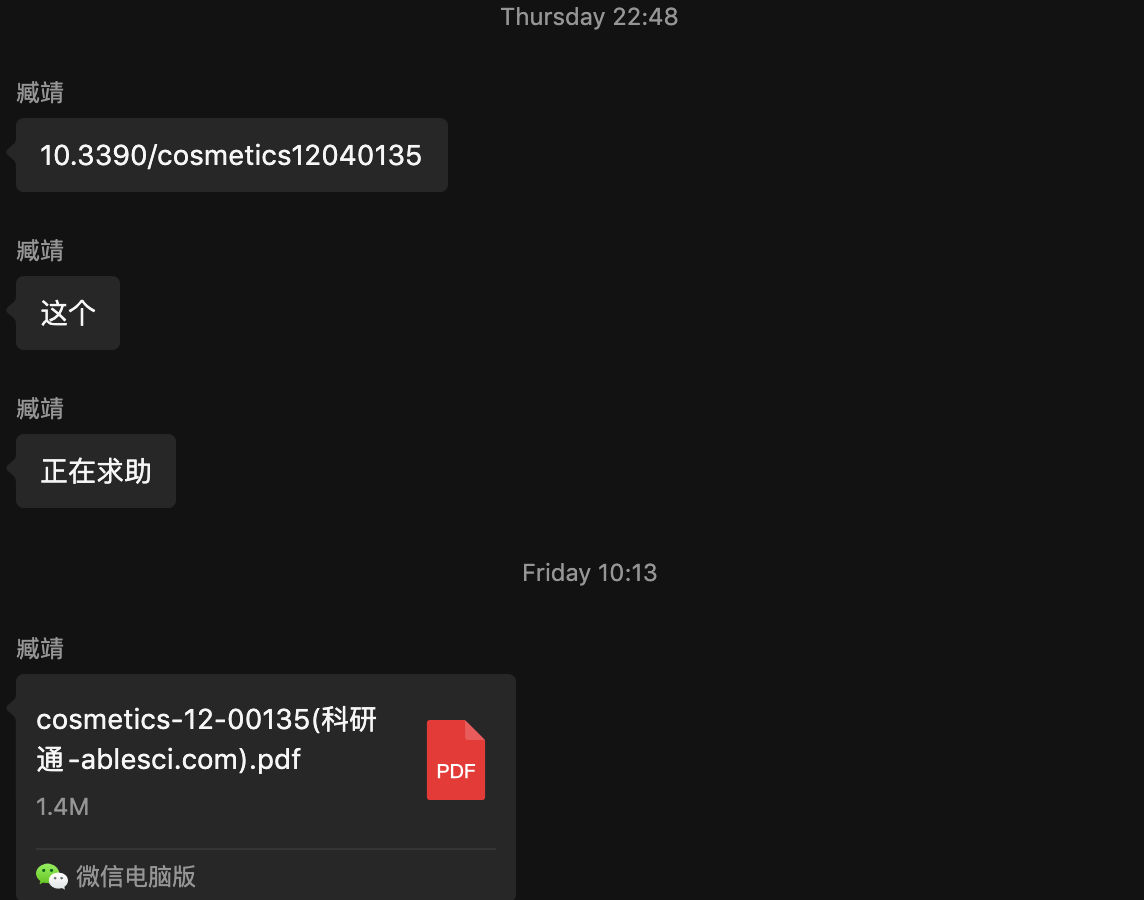 Thursday 22:48
臧靖
10.3390/cosmetics12040135
臧靖
这个
臧靖
正在求助
Friday 10:13
臧靖
cosmetics-12-00135(科研
通-ablesci.com).pdf
PDF
1.4M
微信电脑版